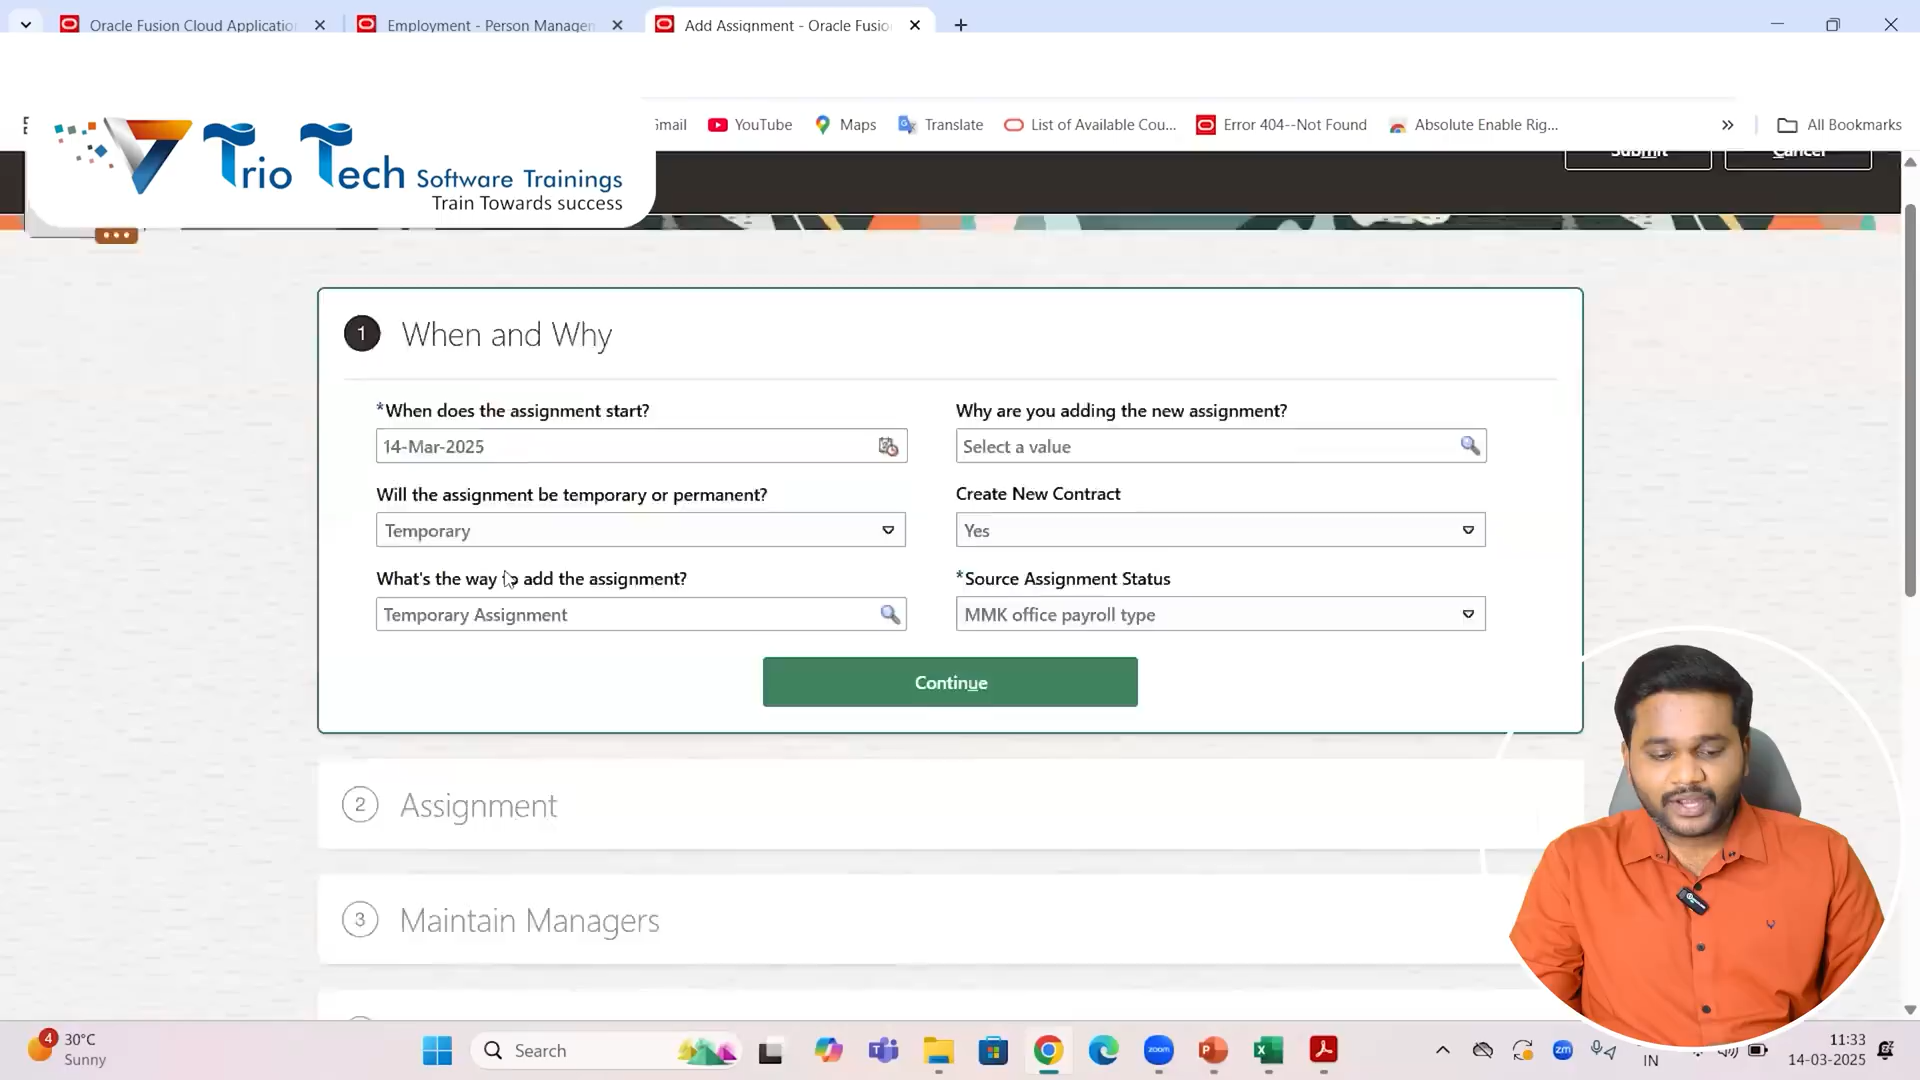 Oracle Fusion Cloud Applicatio
Employment - Person Managem
Add Assignment - Oracle Fusio
Gmail
YouTube
Maps
Translate
List of Available Cou...
Error 404--Not Found
Absolute Enable Rig...
All Bookmarks
Trio Tech Software Trainings
Train Towards success
Submit
Cancel
1 When and Why
*When does the assignment start?
14-Mar-2025
Why are you adding the new assignment?
Select a value
Will the assignment be temporary or permanent?
Temporary
Create New Contract
Yes
What's the way to add the assignment?
Temporary Assignment
*Source Assignment Status
MMK office payroll type
Continue
2 Assignment
3 Maintain Managers
4
30°C
Sunny
Search
zoom
zm
IN
11:33
14-03-2025